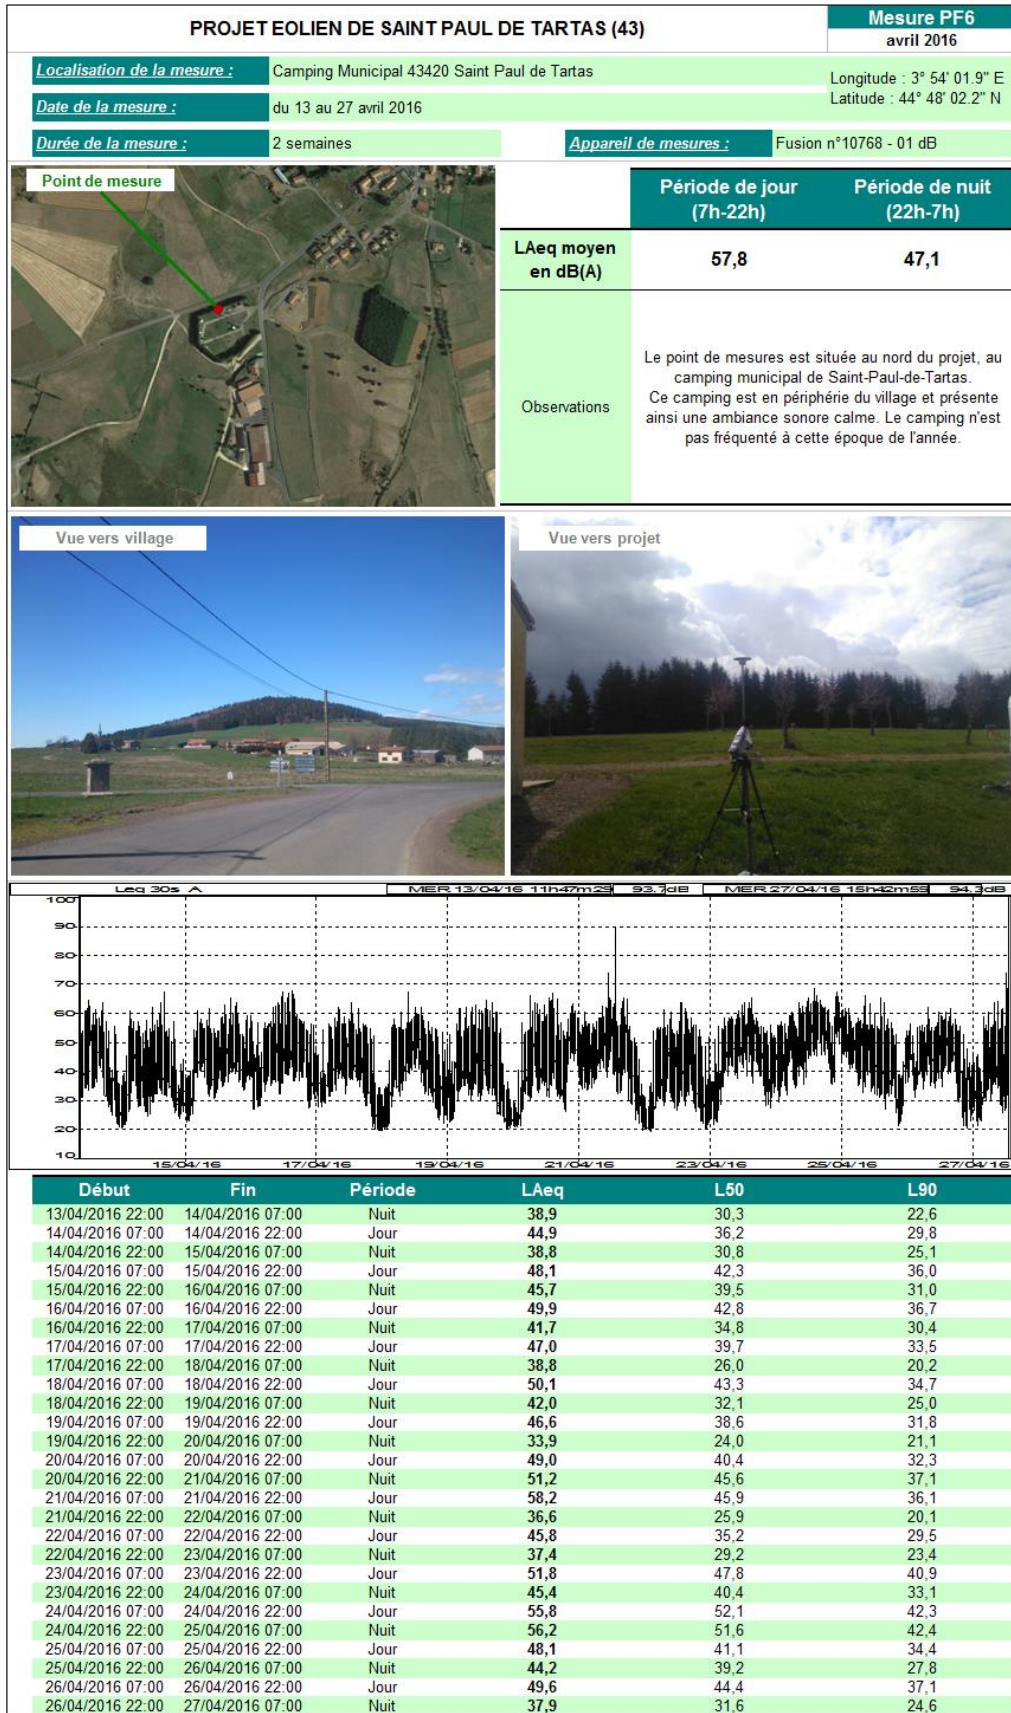 PROJET EOLIEN DE SAINT PAUL DE TARTAS (43)
Mesure PF6
avril 2016
Localisation de la mesure :
Camping Municipal 43420 Saint Paul de Tartas
Longitude : 3° 54' 01.9" E
Latitude : 44° 48' 02.2" N
Date de la mesure :
du 13 au 27 avril 2016
Durée de la mesure :
2 semaines
Appareil de mesures :
Fusion n°10768 - 01 dB
Point de mesure
Période de jour
(7h-22h)
Période de nuit
(22h-7h)
LAeq moyen
en dB(A)
57,8
47,1
Observations
Le point de mesures est située au nord du projet, au
camping municipal de Saint-Paul-de-Tartas.
Ce camping est en périphérie du village et présente
ainsi une ambiance sonore calme. Le camping n'est
pas fréquenté à cette époque de l'année.
Vue vers village
Vue vers projet
Leq 30s A
MER 13/04/16 11h47m29 93.7dB
MER 27/04/16 15h42m59 94.3dB
100
90
80
70
60
50
40
30
20
10
15/04/16 17/04/16 19/04/16 21/04/16 23/04/16 25/04/16 27/04/16
Début Fin Période LAeq L50 L90
13/04/2016 22:00 14/04/2016 07:00 Nuit 38,9 30,3 22,6
14/04/2016 07:00 14/04/2016 22:00 Jour 44,9 36,2 29,8
14/04/2016 22:00 15/04/2016 07:00 Nuit 38,8 30,8 25,1
15/04/2016 07:00 15/04/2016 22:00 Jour 48,1 42,3 36,0
15/04/2016 22:00 16/04/2016 07:00 Nuit 45,7 39,5 31,0
16/04/2016 07:00 16/04/2016 22:00 Jour 49,9 42,8 36,7
16/04/2016 22:00 17/04/2016 07:00 Nuit 41,7 34,8 30,4
17/04/2016 07:00 17/04/2016 22:00 Jour 47,0 39,7 33,5
17/04/2016 22:00 18/04/2016 07:00 Nuit 38,8 26,0 20,2
18/04/2016 07:00 18/04/2016 22:00 Jour 50,1 43,3 34,7
18/04/2016 22:00 19/04/2016 07:00 Nuit 42,0 32,1 25,0
19/04/2016 07:00 19/04/2016 22:00 Jour 46,6 38,6 31,8
19/04/2016 22:00 20/04/2016 07:00 Nuit 33,9 24,0 21,1
20/04/2016 07:00 20/04/2016 22:00 Jour 49,0 40,4 32,3
20/04/2016 22:00 21/04/2016 07:00 Nuit 51,2 45,6 37,1
21/04/2016 07:00 21/04/2016 22:00 Jour 58,2 45,9 36,1
21/04/2016 22:00 22/04/2016 07:00 Nuit 36,6 25,9 20,1
22/04/2016 07:00 22/04/2016 22:00 Jour 45,8 35,2 29,5
22/04/2016 22:00 23/04/2016 07:00 Nuit 37,4 29,2 23,4
23/04/2016 07:00 23/04/2016 22:00 Jour 51,8 47,8 40,9
23/04/2016 22:00 24/04/2016 07:00 Nuit 45,4 40,4 33,1
24/04/2016 07:00 24/04/2016 22:00 Jour 55,8 52,1 42,3
24/04/2016 22:00 25/04/2016 07:00 Nuit 56,2 51,6 42,4
25/04/2016 07:00 25/04/2016 22:00 Jour 48,1 41,1 34,4
25/04/2016 22:00 26/04/2016 07:00 Nuit 44,2 39,2 27,8
26/04/2016 07:00 26/04/2016 22:00 Jour 49,6 44,4 37,1
26/04/2016 22:00 27/04/2016 07:00 Nuit 37,9 31,6 24,6